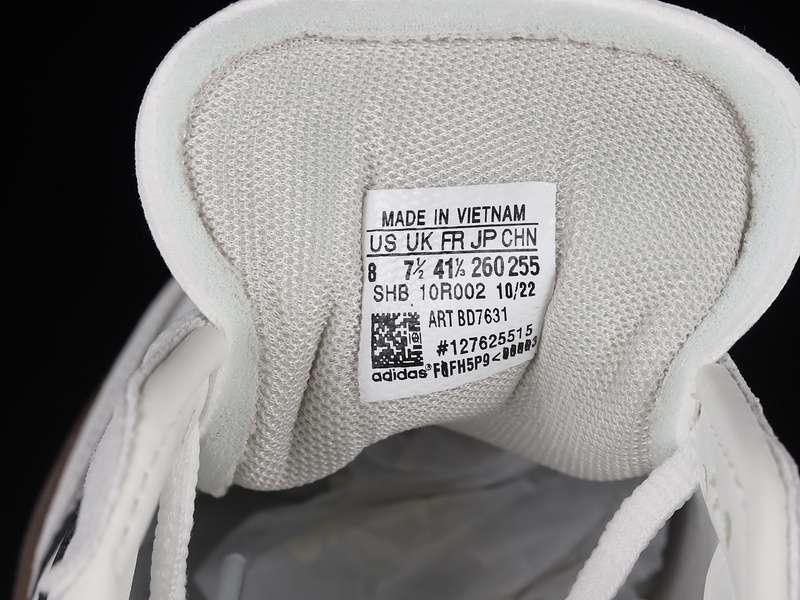 MADE IN VIETNAM
US UK FR JP CHN
8 7½ 41⅓ 260 255
SHB 10R002 10/22
ART BD7631
#127625515
adidas®